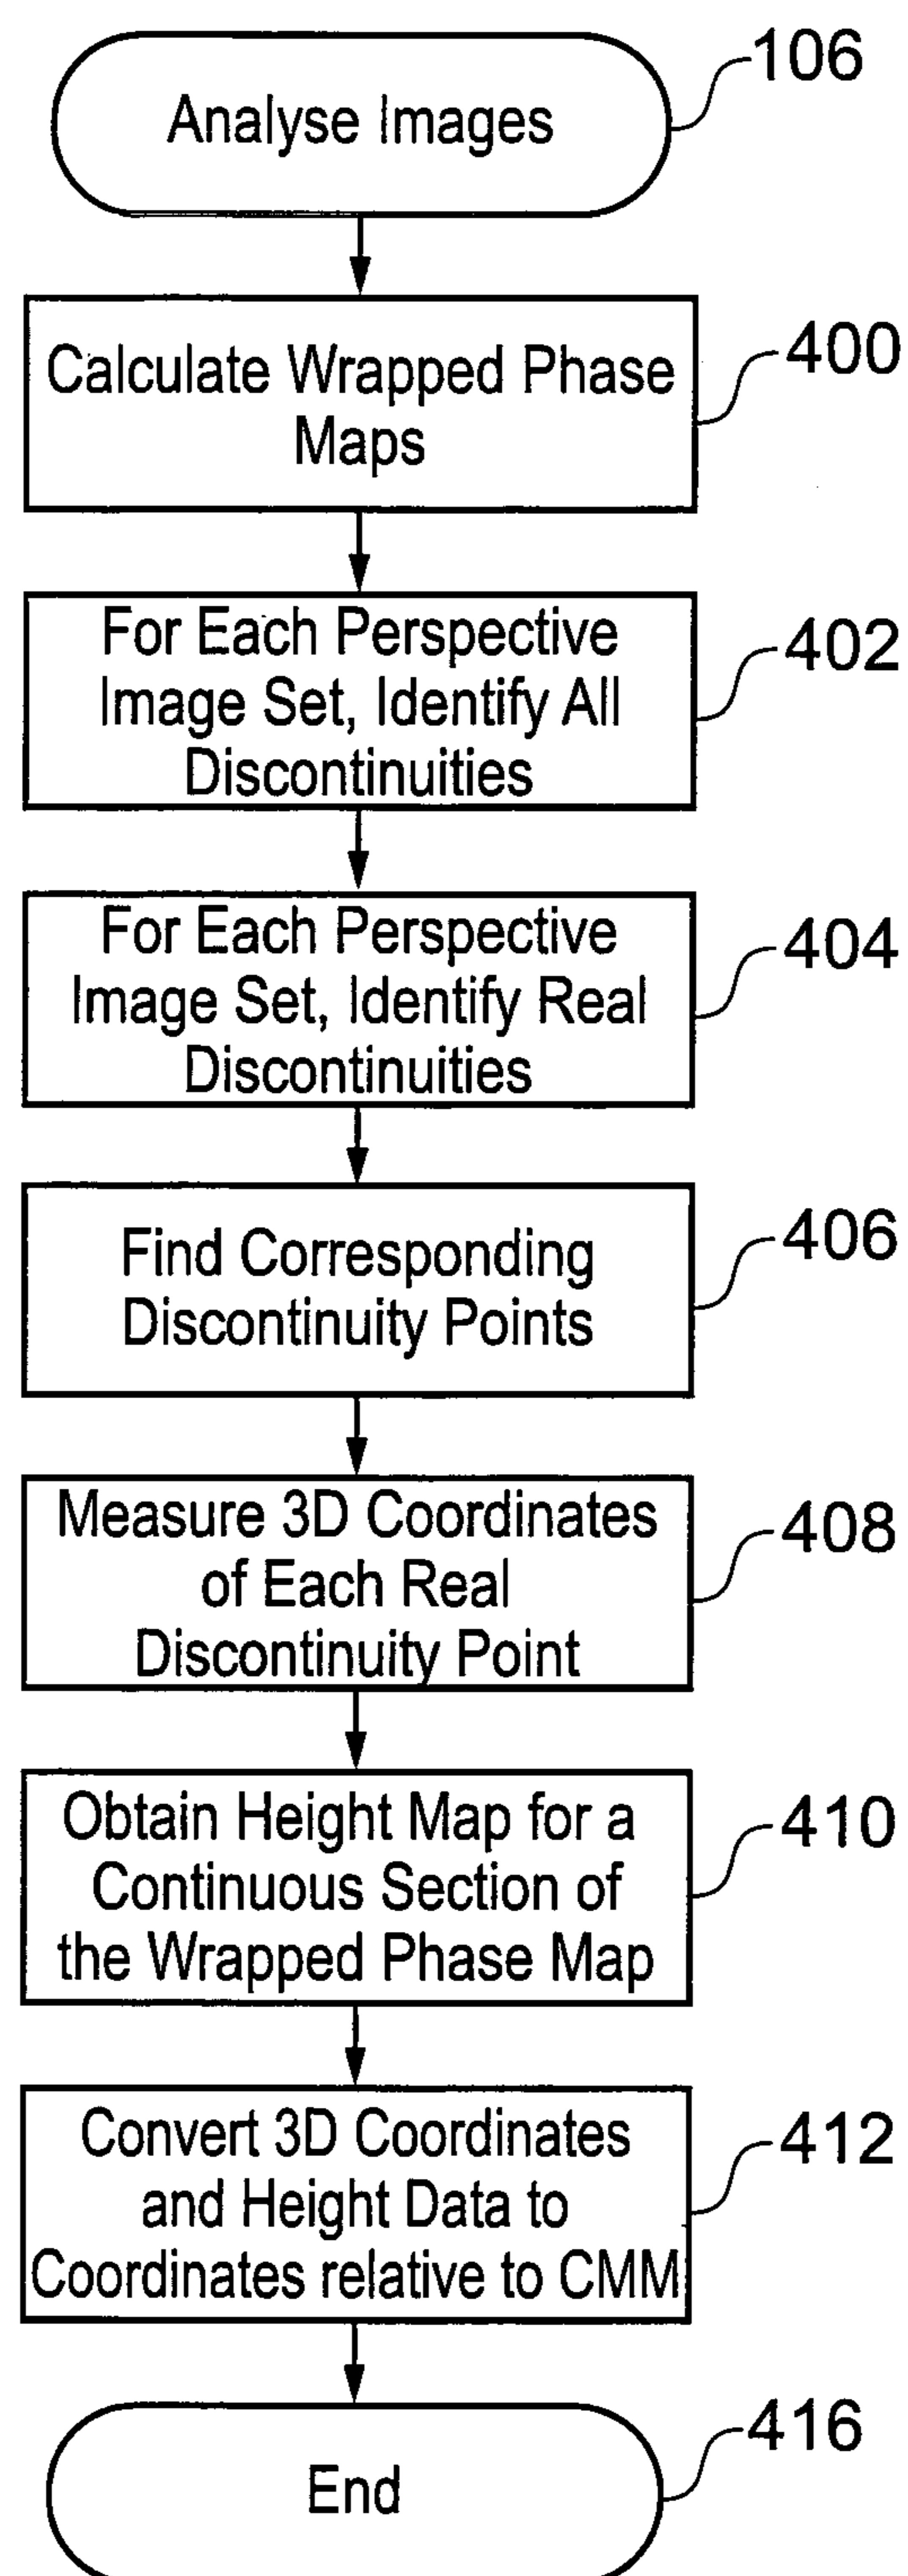 Analyse Images
106
Calculate Wrapped Phase
Maps
400
For Each Perspective
Image Set, Identify All
Discontinuities
402
For Each Perspective
Image Set, Identify Real
Discontinuities
404
Find Corresponding
Discontinuity Points
406
Measure 3D Coordinates
of Each Real
Discontinuity Point
408
Obtain Height Map for a
Continuous Section of
the Wrapped Phase Map
410
Convert 3D Coordinates
and Height Data to
Coordinates relative to CMM
412
End
416